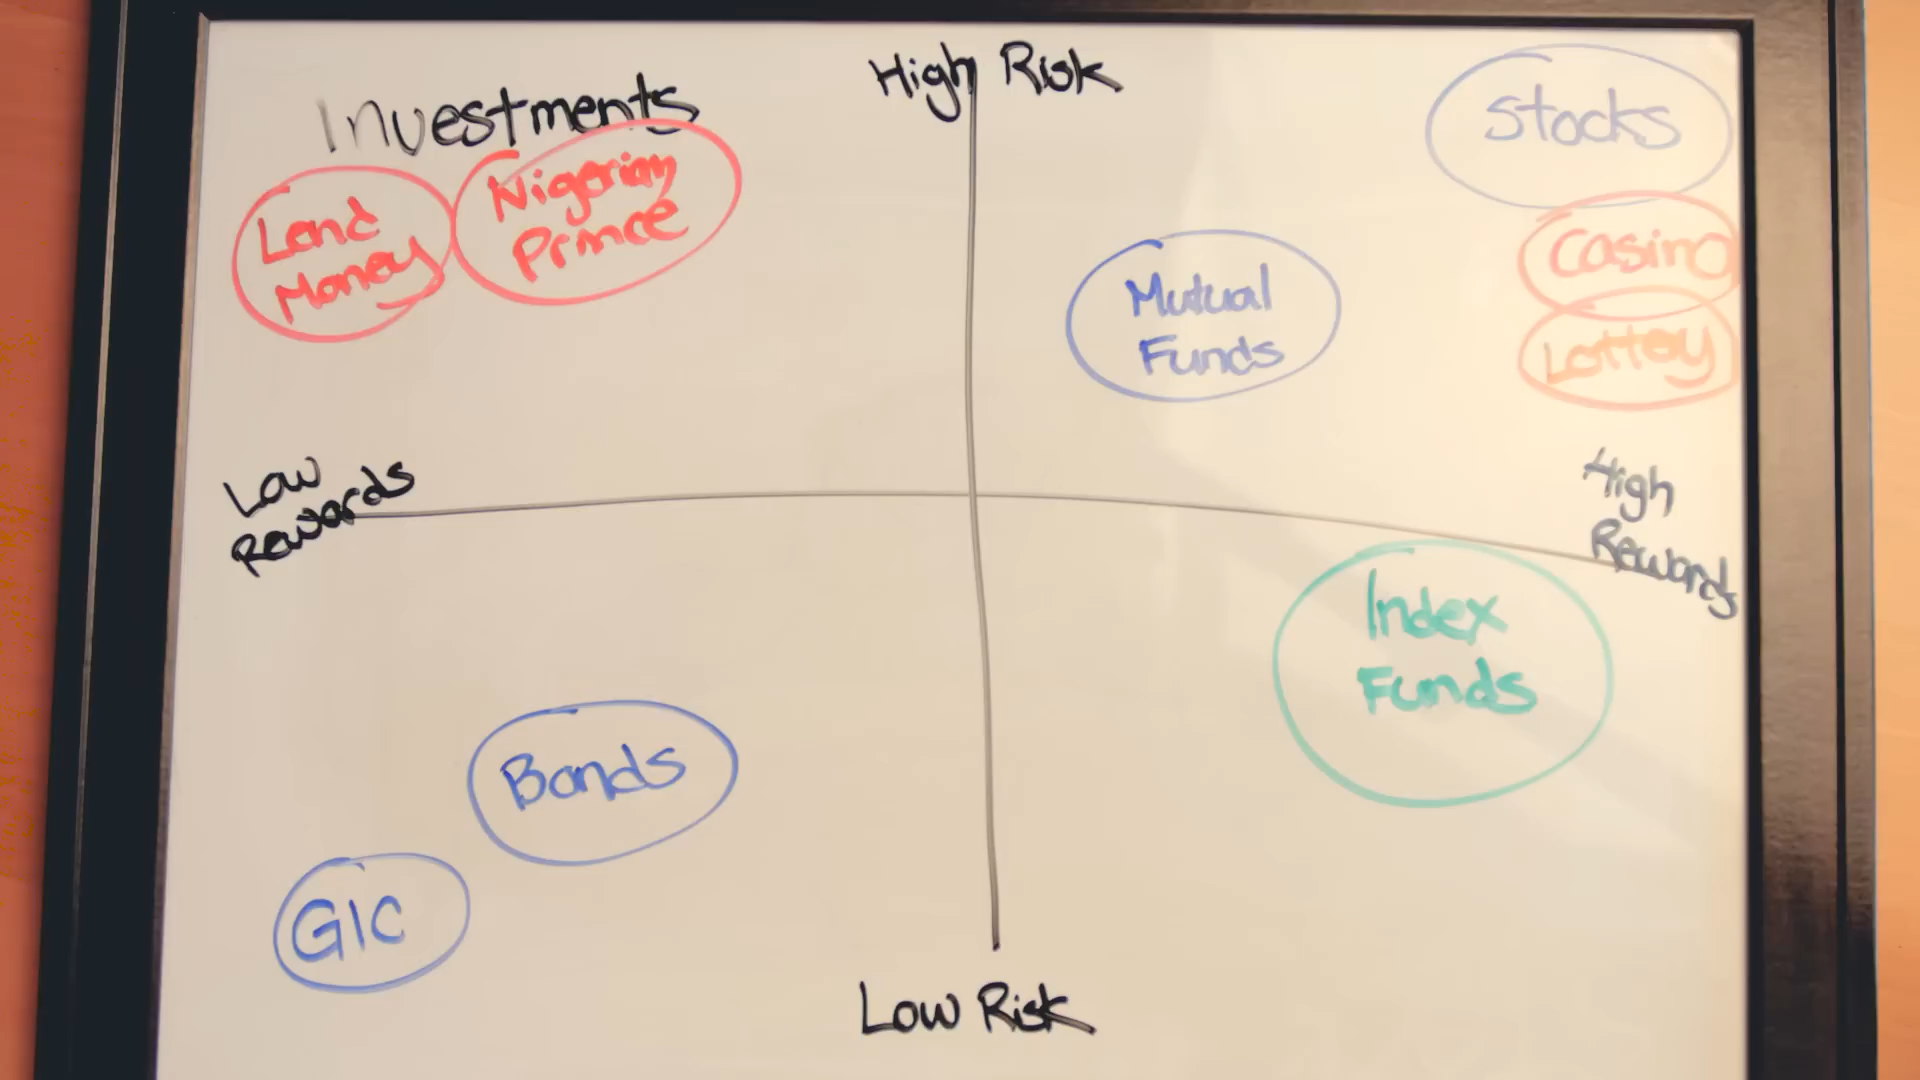 Investments
High Risk
Stocks
Lend
Money
Nigerian
Prince
Casino
Mutual
Funds
Lottey
Low
Rewards
High
Rewards
Index
Funds
Bonds
GIC
Low Risk